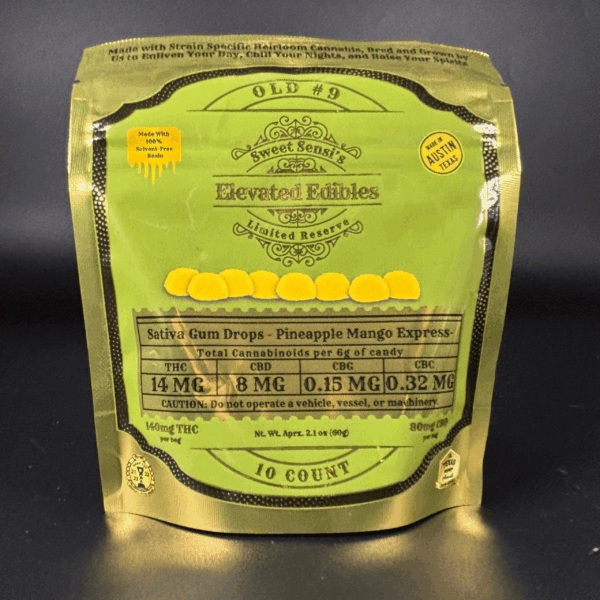 Made with Strain Specific Heirloom Cannabis, Bred and Grown by
Us to Enliven Your Day, Chill Your Nights, and Raise Your Spirits
OLD #9
Made With
100%
Solvent-Free
Rosin
MADE IN
AUSTIN
TEXAS
Sweet Sensi's
Elevated Edibles
Limited Reserve
Sativa Gum Drops - Pineapple Mango Express-
Total Cannabinoids per 6g of candy
THC CBD CBG CBC
14 MG 8 MG 0.15 MG 0.32 MG
CAUTION: Do not operate a vehicle, vessel, or machinery.
140mg THC
per bag
Nt. Wt. Aprx. 2.1 oz (60g)
80mg CBD
per bag
10 COUNT
TEXAS